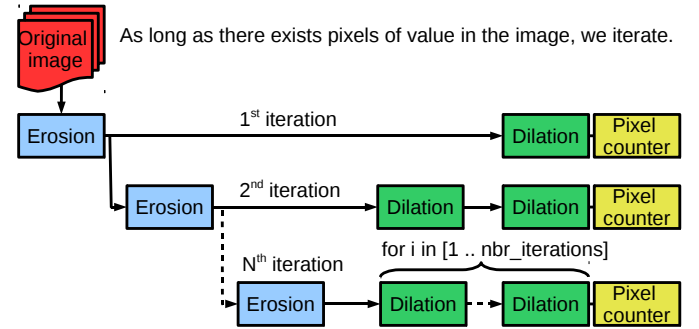 Original
image
As long as there exists pixels of value in the image, we iterate.
Erosion
1st iteration
Dilation
Pixel
counter
Erosion
2nd iteration
Dilation
Dilation
Pixel
counter
for i in [1 .. nbr_iterations]
Nth iteration
Erosion
Dilation
Dilation
Pixel
counter